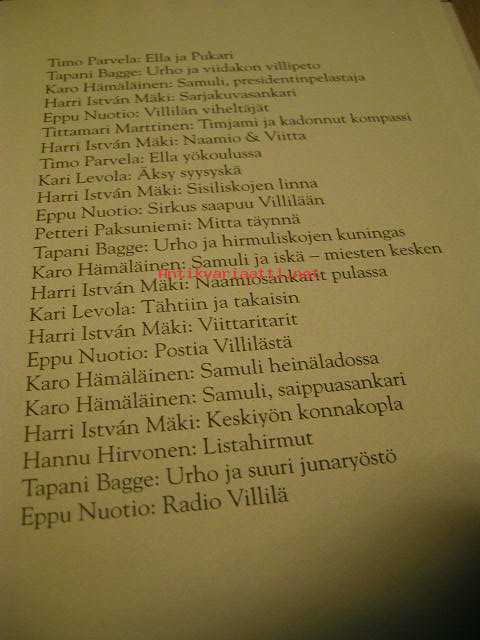 Timo Parvela: Ella ja Pukari
Tapani Bagge: Urho ja viidakon villipeto
Karo Hämäläinen: Samuli, presidentinpelastaja
Harri István Mäki: Sarjakuvasankari
Eppu Nuotio: Villilän viheltäjät
Tittamari Marttinen: Timjami ja kadonnut kompassi
Harri István Mäki: Naamio & Viitta
Timo Parvela: Ella yökoulussa
Kari Levola: Äksy syysyskä
Harri István Mäki: Sisiliskojen linna
Eppu Nuotio: Sirkus saapuu Villilään
Petteri Paksuniemi: Mitta täynnä
Tapani Bagge: Urho ja hirmuliskojen kuningas
Karo Hämäläinen: Samuli ja iskä – miesten kesken
Antikvariaatti.net
Harri István Mäki: Naamiosankarit pulassa
Kari Levola: Tähtiin ja takaisin
Harri István Mäki: Viittaritarit
Eppu Nuotio: Postia Villilästä
Karo Hämäläinen: Samuli heinäladossa
Karo Hämäläinen: Samuli, saippuasankari
Harri István Mäki: Keskiyön konnakopla
Hannu Hirvonen: Listahirmut
Tapani Bagge: Urho ja suuri junaryöstö
Eppu Nuotio: Radio Villilä